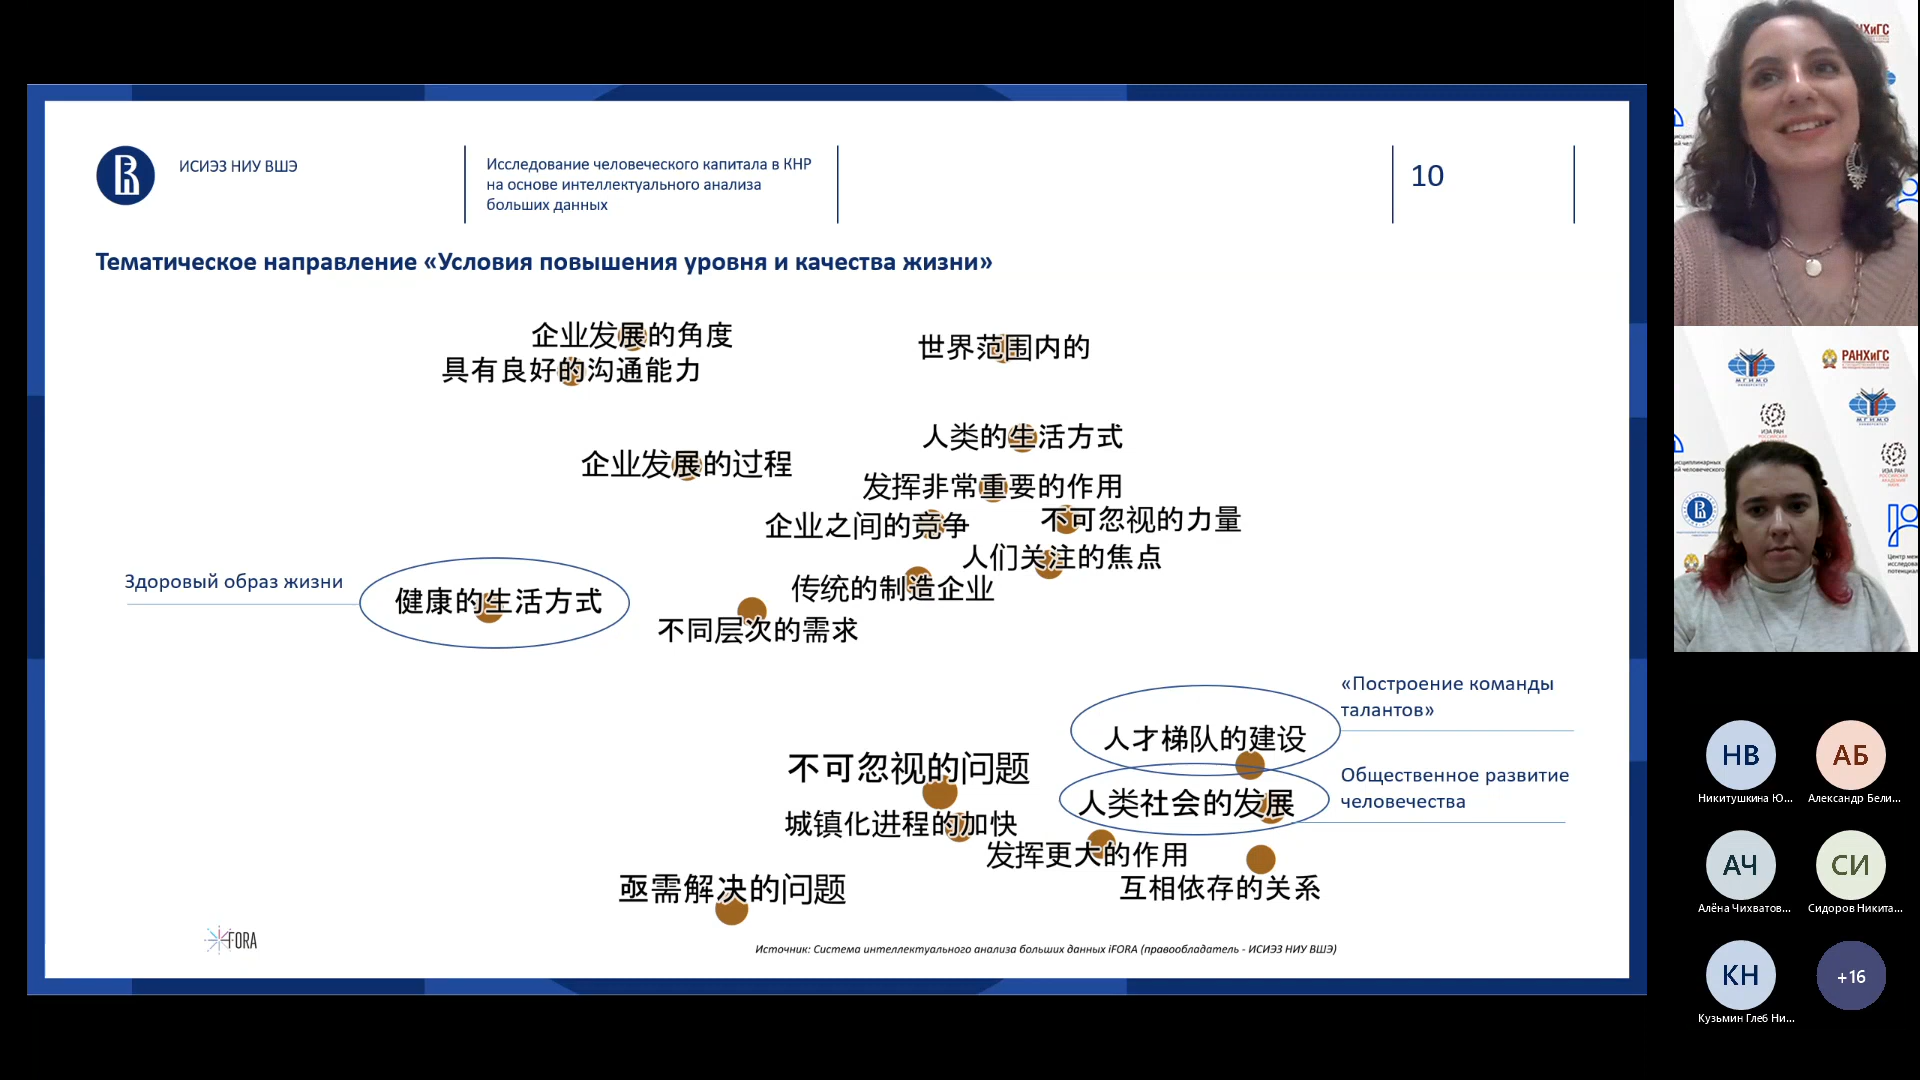 ИСИЭЗ НИУ ВШЭ
Исследование человеческого капитала в КНР
на основе интеллектуального анализа
больших данных
10
Тематическое направление «Условия повышения уровня и качества жизни»
企业发展的角度
世界范围内的
具有良好的沟通能力
人类的生活方式
企业发展的过程
发挥非常重要的作用
企业之间的竞争
不可忽视的力量
人们关注的焦点
传统的制造企业
Здоровый образ жизни
健康的生活方式
不同层次的需求
«Построение команды
талантов»
人才梯队的建设
不可忽视的问题
Общественное развитие
человечества
人类社会的发展
城镇化进程的加快
发挥更大的作用
亟需解决的问题
互相依存的关系
iFORA
Источник: Система интеллектуального анализа больших данных iFORA (правообладатель - ИСИЭЗ НИУ ВШЭ)
РАНХиГС
МГИМО
УНИВЕРСИТЕТ
ИЭА РАН
НВ
Никитушкина Ю...
АБ
Александр Бели...
АЧ
Алёна Чихватов...
СИ
Сидоров Никита...
КН
Кузьмин Глеб Ни...
+16